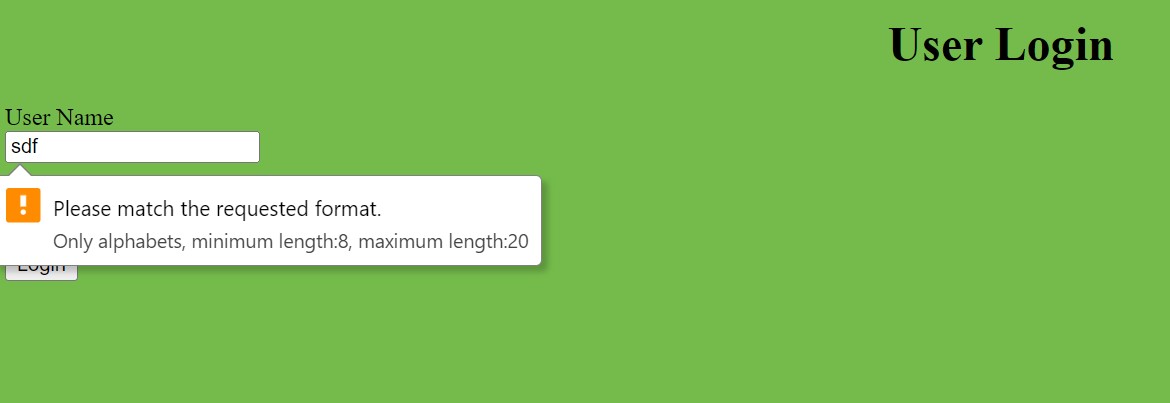 User Login
User Name
sdf
Please match the requested format.
Only alphabets, minimum length:8, maximum length:20
Login